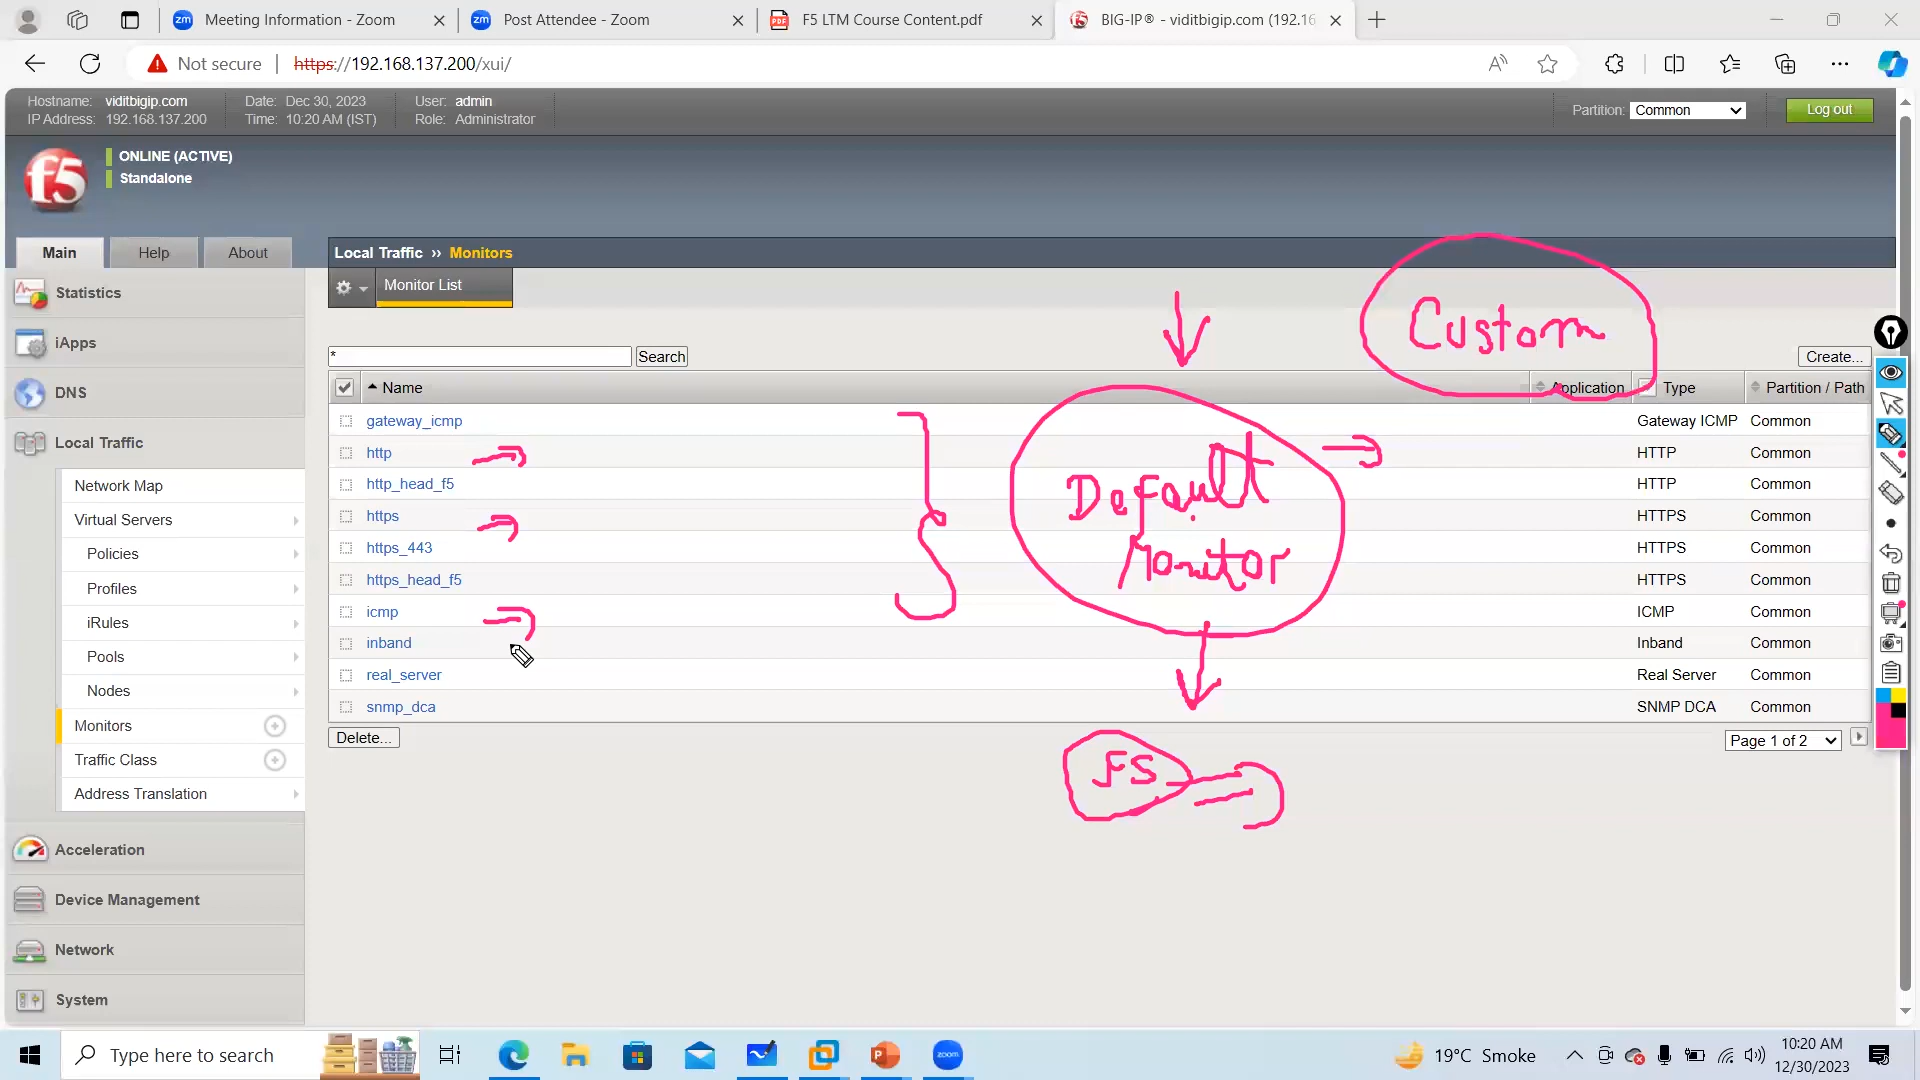 Meeting Information - Zoom
Post Attendee - Zoom
F5 LTM Course Content.pdf
BIG-IP® - viditbigip.com (192.16
Not secure | https://192.168.137.200/xui/
Hostname: viditbigip.com
IP Address: 192.168.137.200
Date: Dec 30, 2023
Time: 10:20 AM (IST)
User: admin
Role: Administrator
Partition: Common
Log out
f5
ONLINE (ACTIVE)
Standalone
Main
Help
About
Statistics
iApps
DNS
Local Traffic
Network Map
Virtual Servers
Policies
Profiles
iRules
Pools
Nodes
Monitors
Traffic Class
Address Translation
Acceleration
Device Management
Network
System
Local Traffic ›› Monitors
Monitor List
* Search
Create...
Name Application Type Partition / Path
gateway_icmp Gateway ICMP Common
http HTTP Common
http_head_f5 HTTP Common
https HTTPS Common
https_443 HTTPS Common
https_head_f5 HTTPS Common
icmp ICMP Common
inband Inband Common
real_server Real Server Common
snmp_dca SNMP DCA Common
Delete...
Page 1 of 2
Custom
Default
Monitor
F5
Type here to search
zoom
19°C Smoke
10:20 AM
12/30/2023